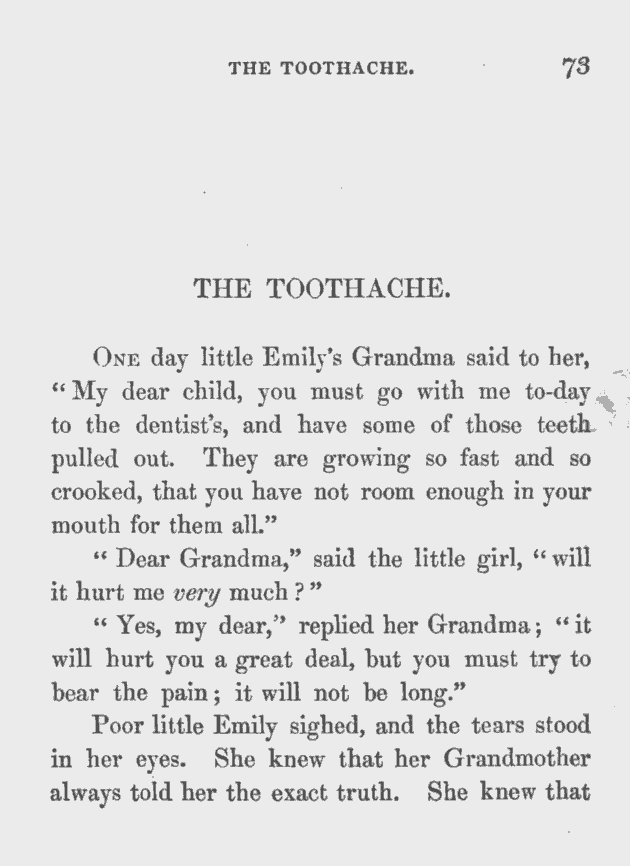 THE TOOTHACHE. 73
THE TOOTHACHE.
ONE day little Emily's Grandma said to her,
“ My dear child, you must go with me to-day
to the dentist's, and have some of those teeth
pulled out. They are growing so fast and so
crooked, that you have not room enough in your
mouth for them all.”
“ Dear Grandma,” said the little girl, “ will
it hurt me very much ? ”
“ Yes, my dear,” replied her Grandma ; “ it
will hurt you a great deal, but you must try to
bear the pain ; it will not be long.”
Poor little Emily sighed, and the tears stood
in her eyes. She knew that her Grandmother
always told her the exact truth. She knew that